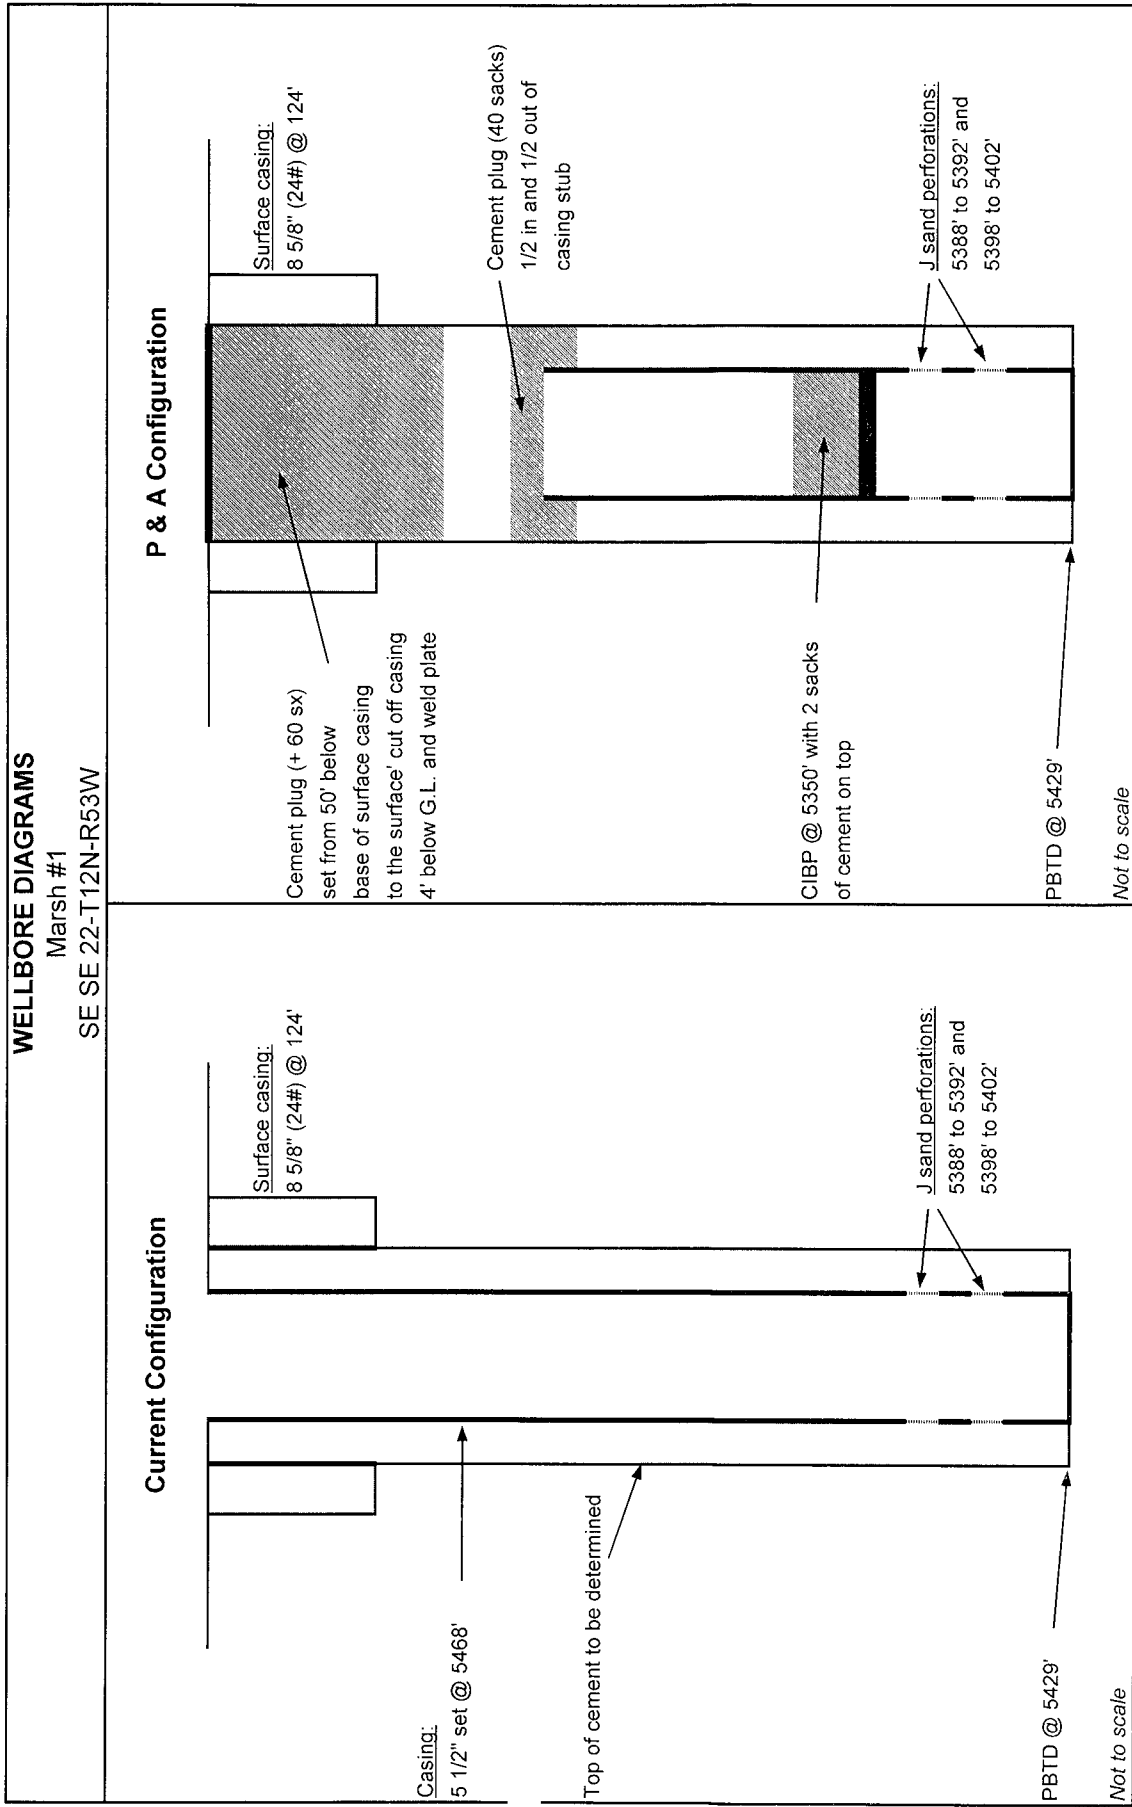 WELLBORE DIAGRAMS
Marsh #1
SE SE 22-T12N-R53W
Current Configuration
Surface casing:
8 5/8" (24#) @ 124'
Casing:
5 1/2" set @ 5468'
Top of cement to be determined
J sand perforations:
5388' to 5392' and
5398' to 5402'
PBTD @ 5429'
Not to scale
P & A Configuration
Surface casing:
8 5/8" (24#) @ 124'
Cement plug (+ 60 sx)
set from 50' below
base of surface casing
to the surface' cut off casing
4' below G.L. and weld plate
Cement plug (40 sacks)
1/2 in and 1/2 out of
casing stub
CIBP @ 5350' with 2 sacks
of cement on top
J sand perforations:
5388' to 5392' and
5398' to 5402'
PBTD @ 5429'
Not to scale